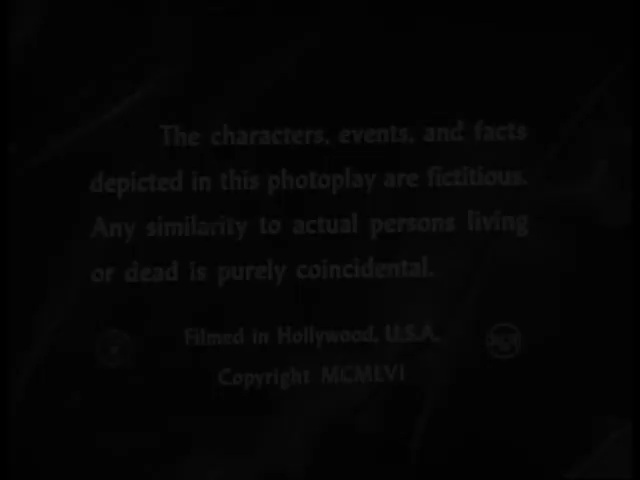 The characters, events, and facts
depicted in this photoplay are fictitious.
Any similarity to actual persons living
or dead is purely coincidental.
Filmed in Hollywood, U.S.A.
Copyright MCMLVI